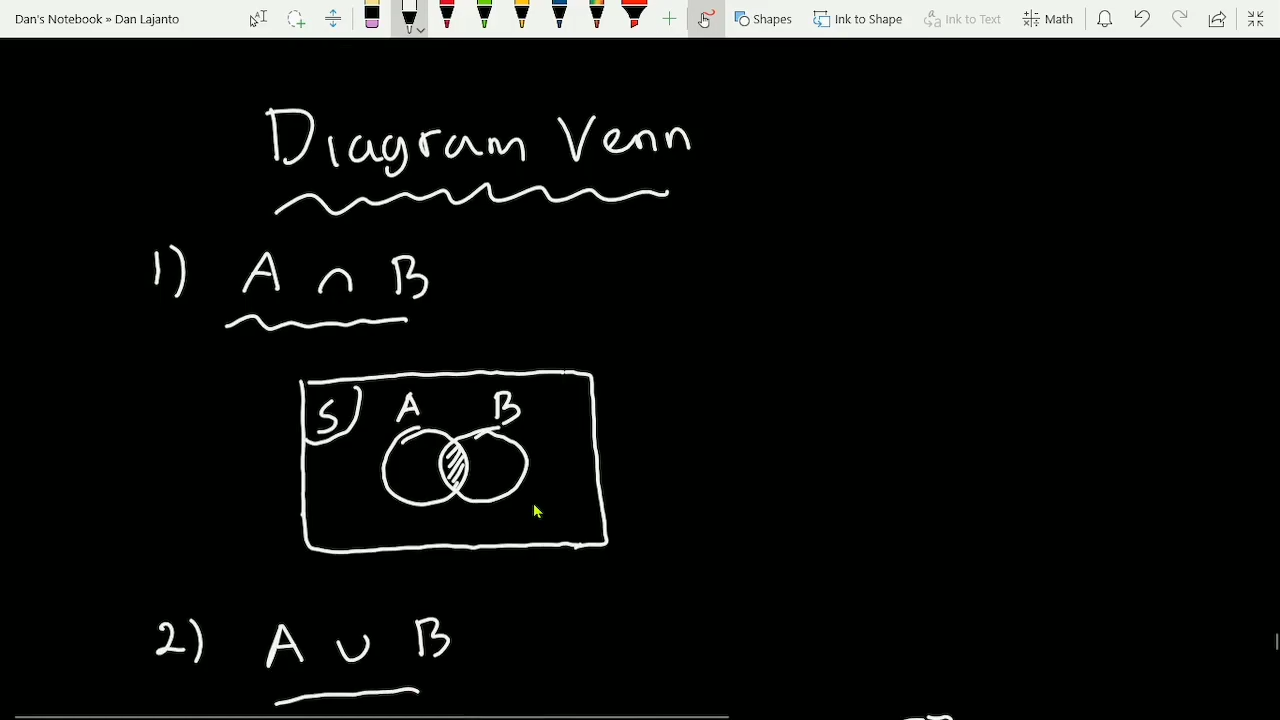 Dan's Notebook » Dan Lajanto
Shapes
Ink to Shape
Ink to Text
Math
Diagram Venn
1) A ∩ B
S
A B
2) A ∪ B